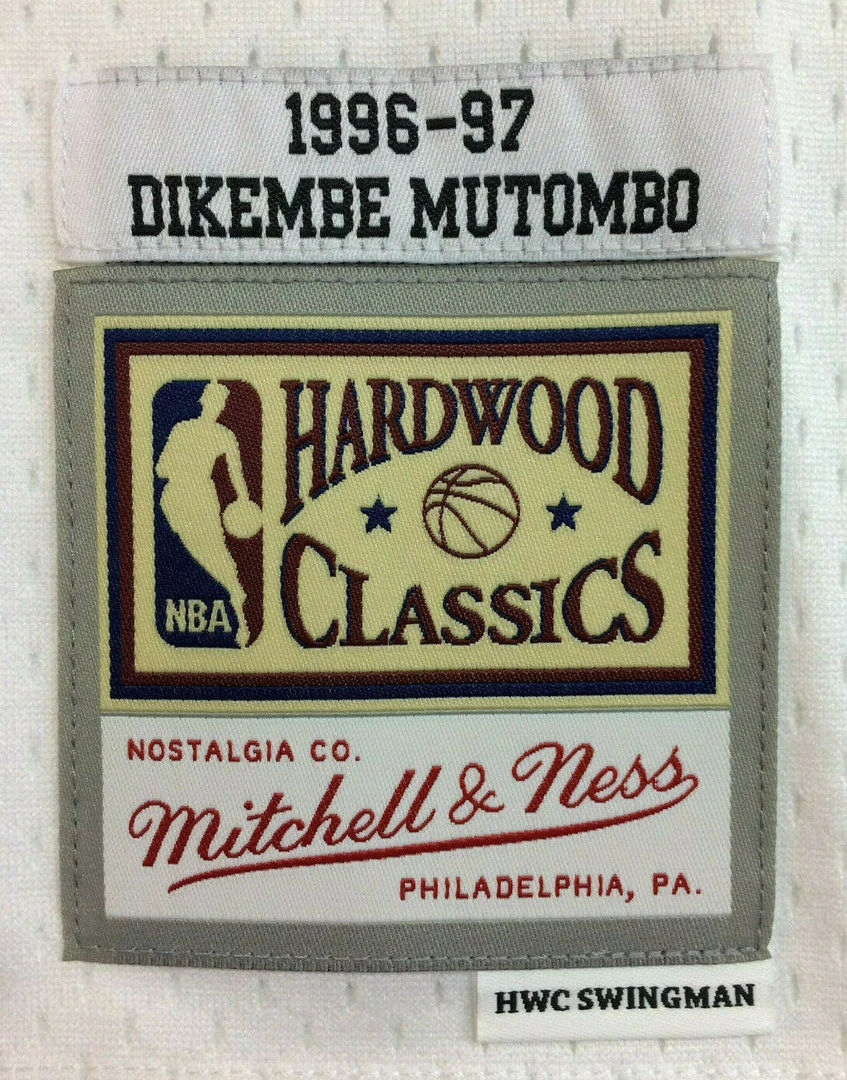 1996-97
DIKEMBE MUTOMBO
HARDWOOD
CLASSICS
NBA
NOSTALGIA CO.
Mitchell & Ness
PHILADELPHIA, PA.
HWC SWINGMAN